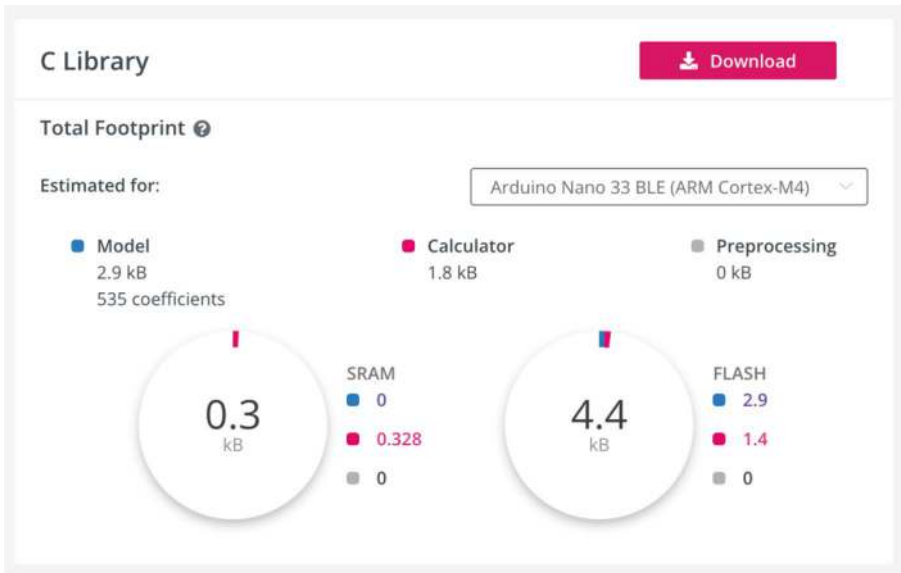 C Library
Download
Total Footprint
Estimated for:
Arduino Nano 33 BLE (ARM Cortex-M4)
Model
2.9 kB
535 coefficients
Calculator
1.8 kB
Preprocessing
0 kB
0.3
kB
SRAM
0
0.328
0
4.4
kB
FLASH
2.9
1.4
0